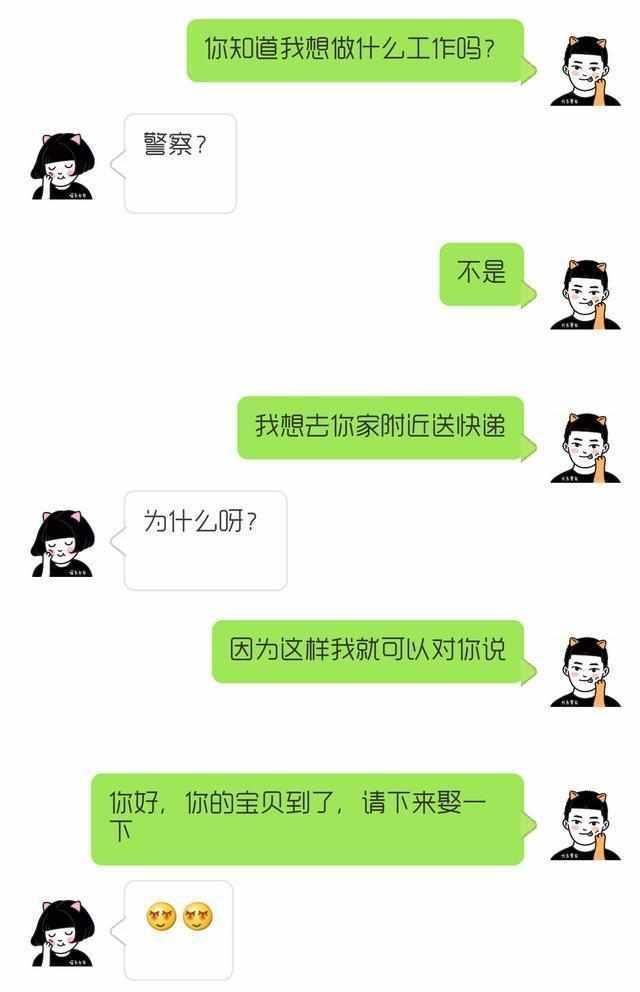 你知道我想做什么工作吗？
警察？
不是
我想去你家附近送快递
为什么呀？
因为这样我就可以对你说
你好，你的宝贝到了，请下来娶一
下